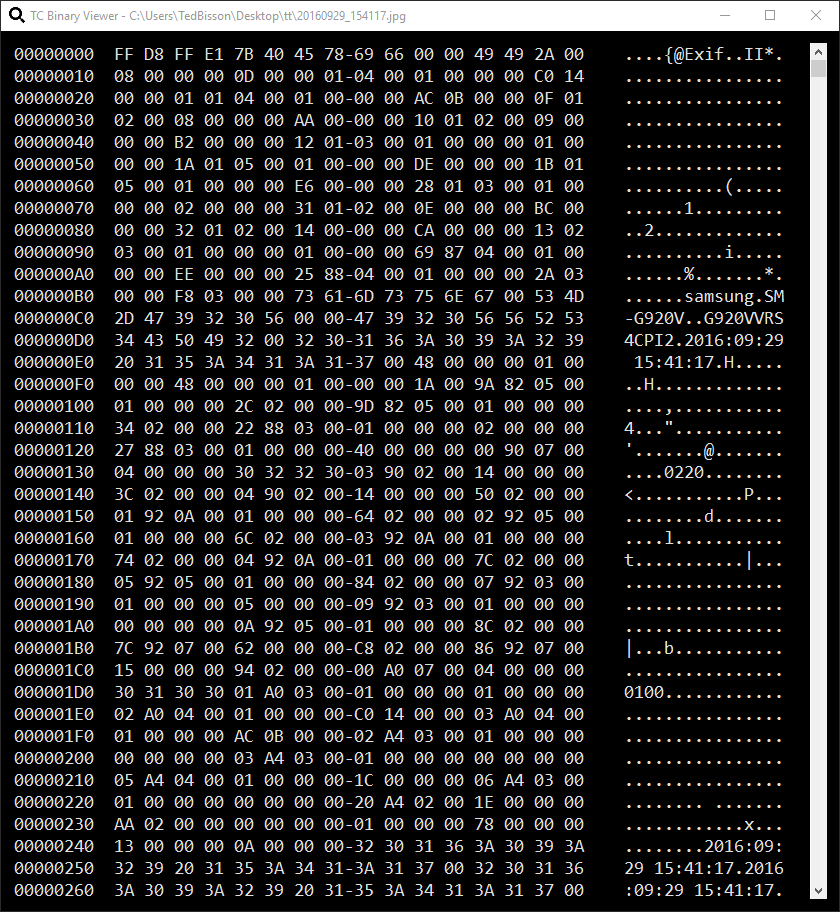 TC Binary Viewer - C:\Users\TedBisson\Desktop\tt\20160929_154117.jpg
00000000 FF D8 FF E1 7B 40 45 78-69 66 00 00 49 49 2A 00 ....{@Exif..II*.
00000010 08 00 00 00 0D 00 00 01-04 00 01 00 00 00 C0 14 ................
00000020 00 00 01 01 04 00 01 00-00 00 AC 0B 00 00 0F 01 ................
00000030 02 00 08 00 00 00 AA 00-00 00 10 01 02 00 09 00 ................
00000040 00 00 B2 00 00 00 12 01-03 00 01 00 00 00 01 00 ................
00000050 00 00 1A 01 05 00 01 00-00 00 DE 00 00 00 1B 01 ................
00000060 05 00 01 00 00 00 E6 00-00 00 28 01 03 00 01 00 ..........(.....
00000070 00 00 02 00 00 00 31 01-02 00 0E 00 00 00 BC 00 ......1.........
00000080 00 00 32 01 02 00 14 00-00 00 CA 00 00 00 13 02 ..2.............
00000090 03 00 01 00 00 00 01 00-00 00 69 87 04 00 01 00 ..........i.....
000000A0 00 00 EE 00 00 00 25 88-04 00 01 00 00 00 2A 03 ......%.......*.
000000B0 00 00 F8 03 00 00 73 61-6D 73 75 6E 67 00 53 4D ......samsung.SM
000000C0 2D 47 39 32 30 56 00 00-47 39 32 30 56 56 52 53 -G920V..G920VVRS
000000D0 34 43 50 49 32 00 32 30-31 36 3A 30 39 3A 32 39 4CPI2.2016:09:29
000000E0 20 31 35 3A 34 31 3A 31-37 00 48 00 00 00 01 00  15:41:17.H.....
000000F0 00 00 48 00 00 00 01 00-00 00 1A 00 9A 82 05 00 ..H.............
00000100 01 00 00 00 2C 02 00 00-9D 82 05 00 01 00 00 00 ....,...........
00000110 34 02 00 00 22 88 03 00-01 00 00 00 02 00 00 00 4..."...........
00000120 27 88 03 00 01 00 00 00-40 00 00 00 00 90 07 00 '.......@.......
00000130 04 00 00 00 30 32 32 30-03 90 02 00 14 00 00 00 ....0220........
00000140 3C 02 00 00 04 90 02 00-14 00 00 00 50 02 00 00 <...........P...
00000150 01 92 0A 00 01 00 00 00-64 02 00 00 02 92 05 00 ........d.......
00000160 01 00 00 00 6C 02 00 00-03 92 0A 00 01 00 00 00 ....l...........
00000170 74 02 00 00 04 92 0A 00-01 00 00 00 7C 02 00 00 t...........|...
00000180 05 92 05 00 01 00 00 00-84 02 00 00 07 92 03 00 ................
00000190 01 00 00 00 05 00 00 00-09 92 03 00 01 00 00 00 ................
000001A0 00 00 00 00 0A 92 05 00-01 00 00 00 8C 02 00 00 ................
000001B0 7C 92 07 00 62 00 00 00-C8 02 00 00 86 92 07 00 |...b...........
000001C0 15 00 00 00 94 02 00 00-00 A0 07 00 04 00 00 00 ................
000001D0 30 31 30 30 01 A0 03 00-01 00 00 00 01 00 00 00 0100............
000001E0 02 A0 04 00 01 00 00 00-C0 14 00 00 03 A0 04 00 ................
000001F0 01 00 00 00 AC 0B 00 00-02 A4 03 00 01 00 00 00 ................
00000200 00 00 00 00 03 A4 03 00-01 00 00 00 00 00 00 00 ................
00000210 05 A4 04 00 01 00 00 00-1C 00 00 00 06 A4 03 00 ................
00000220 01 00 00 00 00 00 00 00-20 A4 02 00 1E 00 00 00 ........ .......
00000230 AA 02 00 00 00 00 00 00-01 00 00 00 78 00 00 00 ............x...
00000240 13 00 00 00 0A 00 00 00-32 30 31 36 3A 30 39 3A ........2016:09:
00000250 32 39 20 31 35 3A 34 31-3A 31 37 00 32 30 31 36 29 15:41:17.2016
00000260 3A 30 39 3A 32 39 20 31-35 3A 34 31 3A 31 37 00 :09:29 15:41:17.